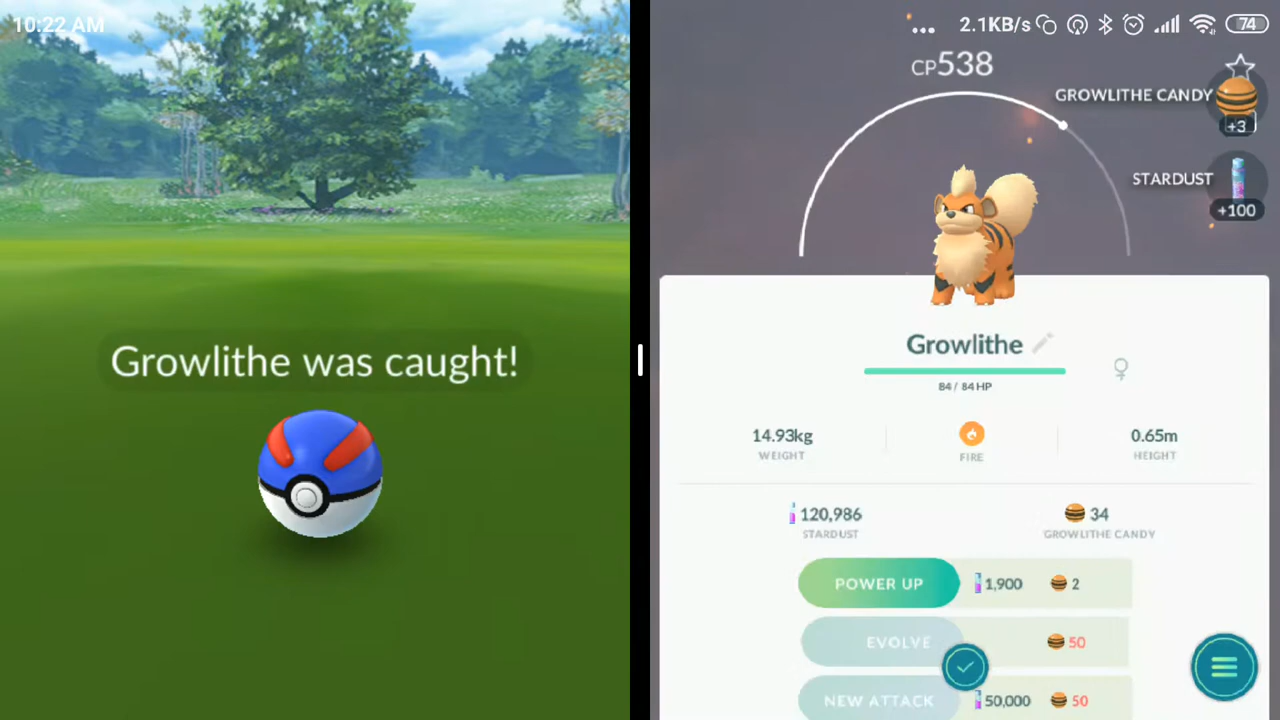 10:22 AM
Growlithe was caught!
... 2.1KB/s 74
CP538
GROWLITHE CANDY
+3
STARDUST
+100
Growlithe
84 / 84 HP
14.93kg
WEIGHT
FIRE
0.65m
HEIGHT
120,986
STARDUST
34
GROWLITHE CANDY
POWER UP 1,900 2
EVOLVE 50
NEW ATTACK 50,000 50